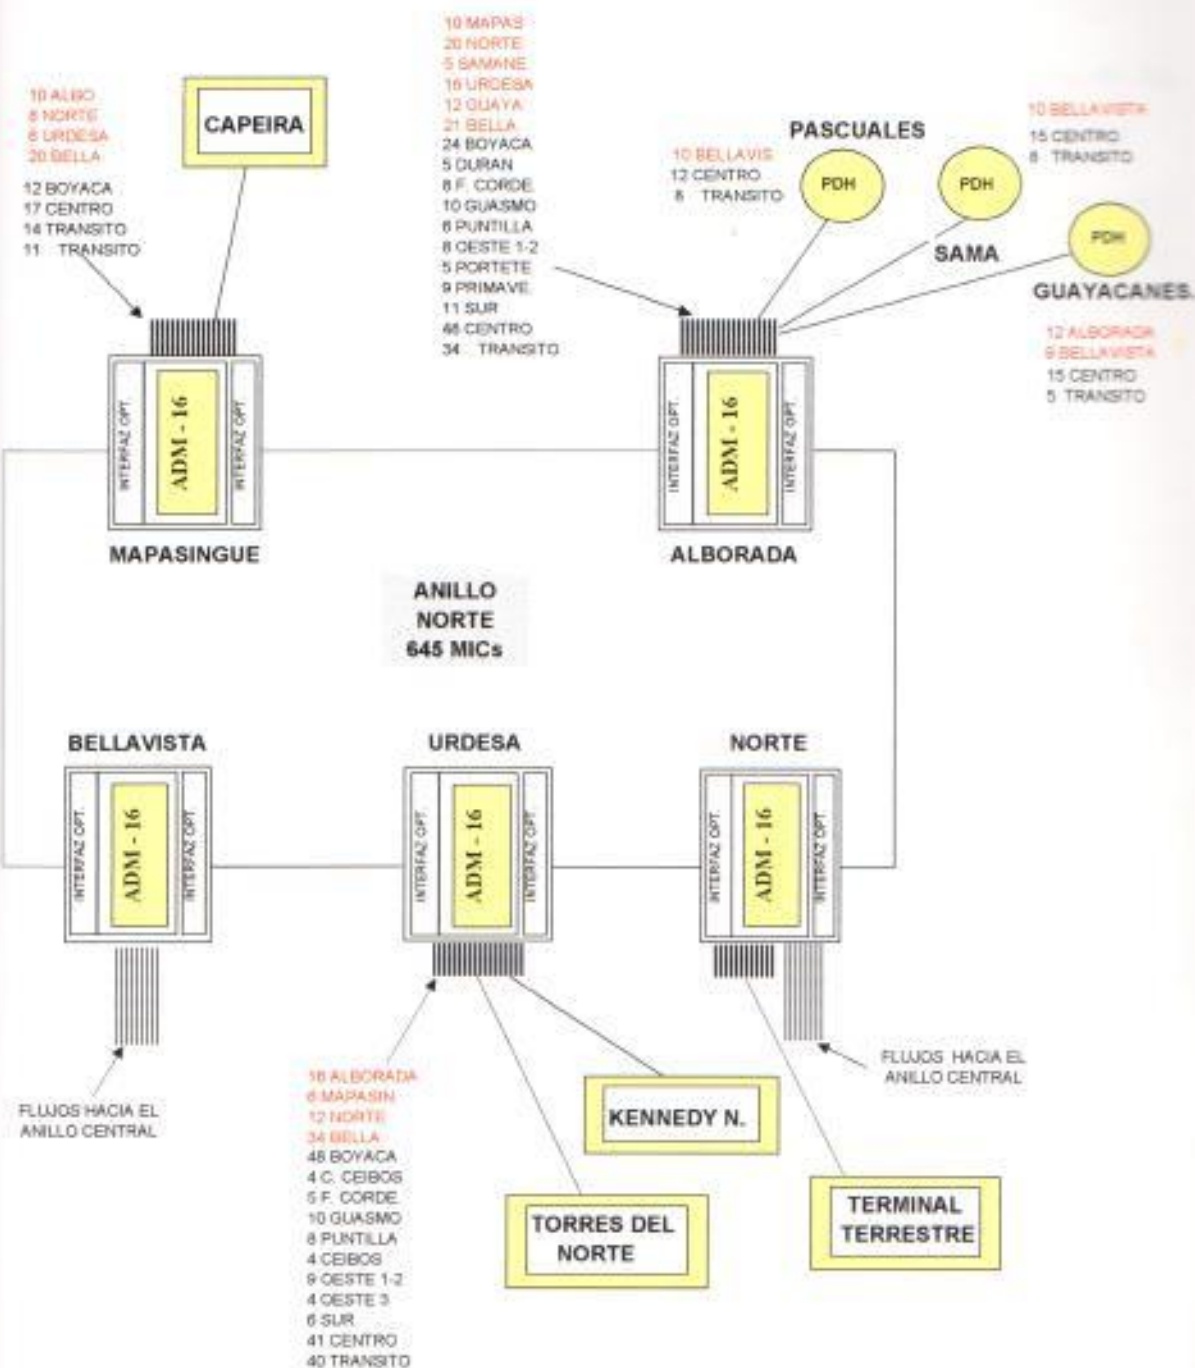 10 MAPAS
20 NORTE
5 SAMANE
16 URDESA
12 GUAYA
21 BELLA
24 BOYACA
5 DURAN
8 F. CORDE.
10 GUASMO
6 PUNTILLA
8 OESTE 1-2
5 PORTETE
9 PRIMAVE.
11 SUR
48 CENTRO
34 TRANSITO
10 ALBO
8 NORTE
6 URDESA
20 BELLA
12 BOYACA
17 CENTRO
14 TRANSITO
11 TRANSITO
CAPEIRA
PASCUALES
10 BELLAVIS
12 CENTRO
8 TRANSITO
PDH
PDH
PDH
10 BELLAVISTA
15 CENTRO
8 TRANSITO
SAMA
GUAYACANES.
12 ALBORADA
9 BELLAVISTA
15 CENTRO
5 TRANSITO
INTERFAZ OPT.
ADM - 16
INTERFAZ OPT.
MAPASINGUE
INTERFAZ OPT.
ADM - 16
INTERFAZ OPT.
ALBORADA
ANILLO
NORTE
645 MICs
BELLAVISTA
INTERFAZ OPT.
ADM - 16
INTERFAZ OPT.
URDESA
INTERFAZ OPT.
ADM - 16
INTERFAZ OPT.
NORTE
INTERFAZ OPT.
ADM - 16
INTERFAZ OPT.
FLUJOS HACIA EL
ANILLO CENTRAL
FLUJOS HACIA EL
ANILLO CENTRAL
16 ALBORADA
6 MAPASIN
12 NORTE
34 BELLA
48 BOYACA
4 C. CEIBOS
5 F. CORDE.
10 GUASMO
8 PUNTILLA
4 CEIBOS
9 OESTE 1-2
4 OESTE 3
6 SUR
41 CENTRO
40 TRANSITO
KENNEDY N.
TORRES DEL
NORTE
TERMINAL
TERRESTRE